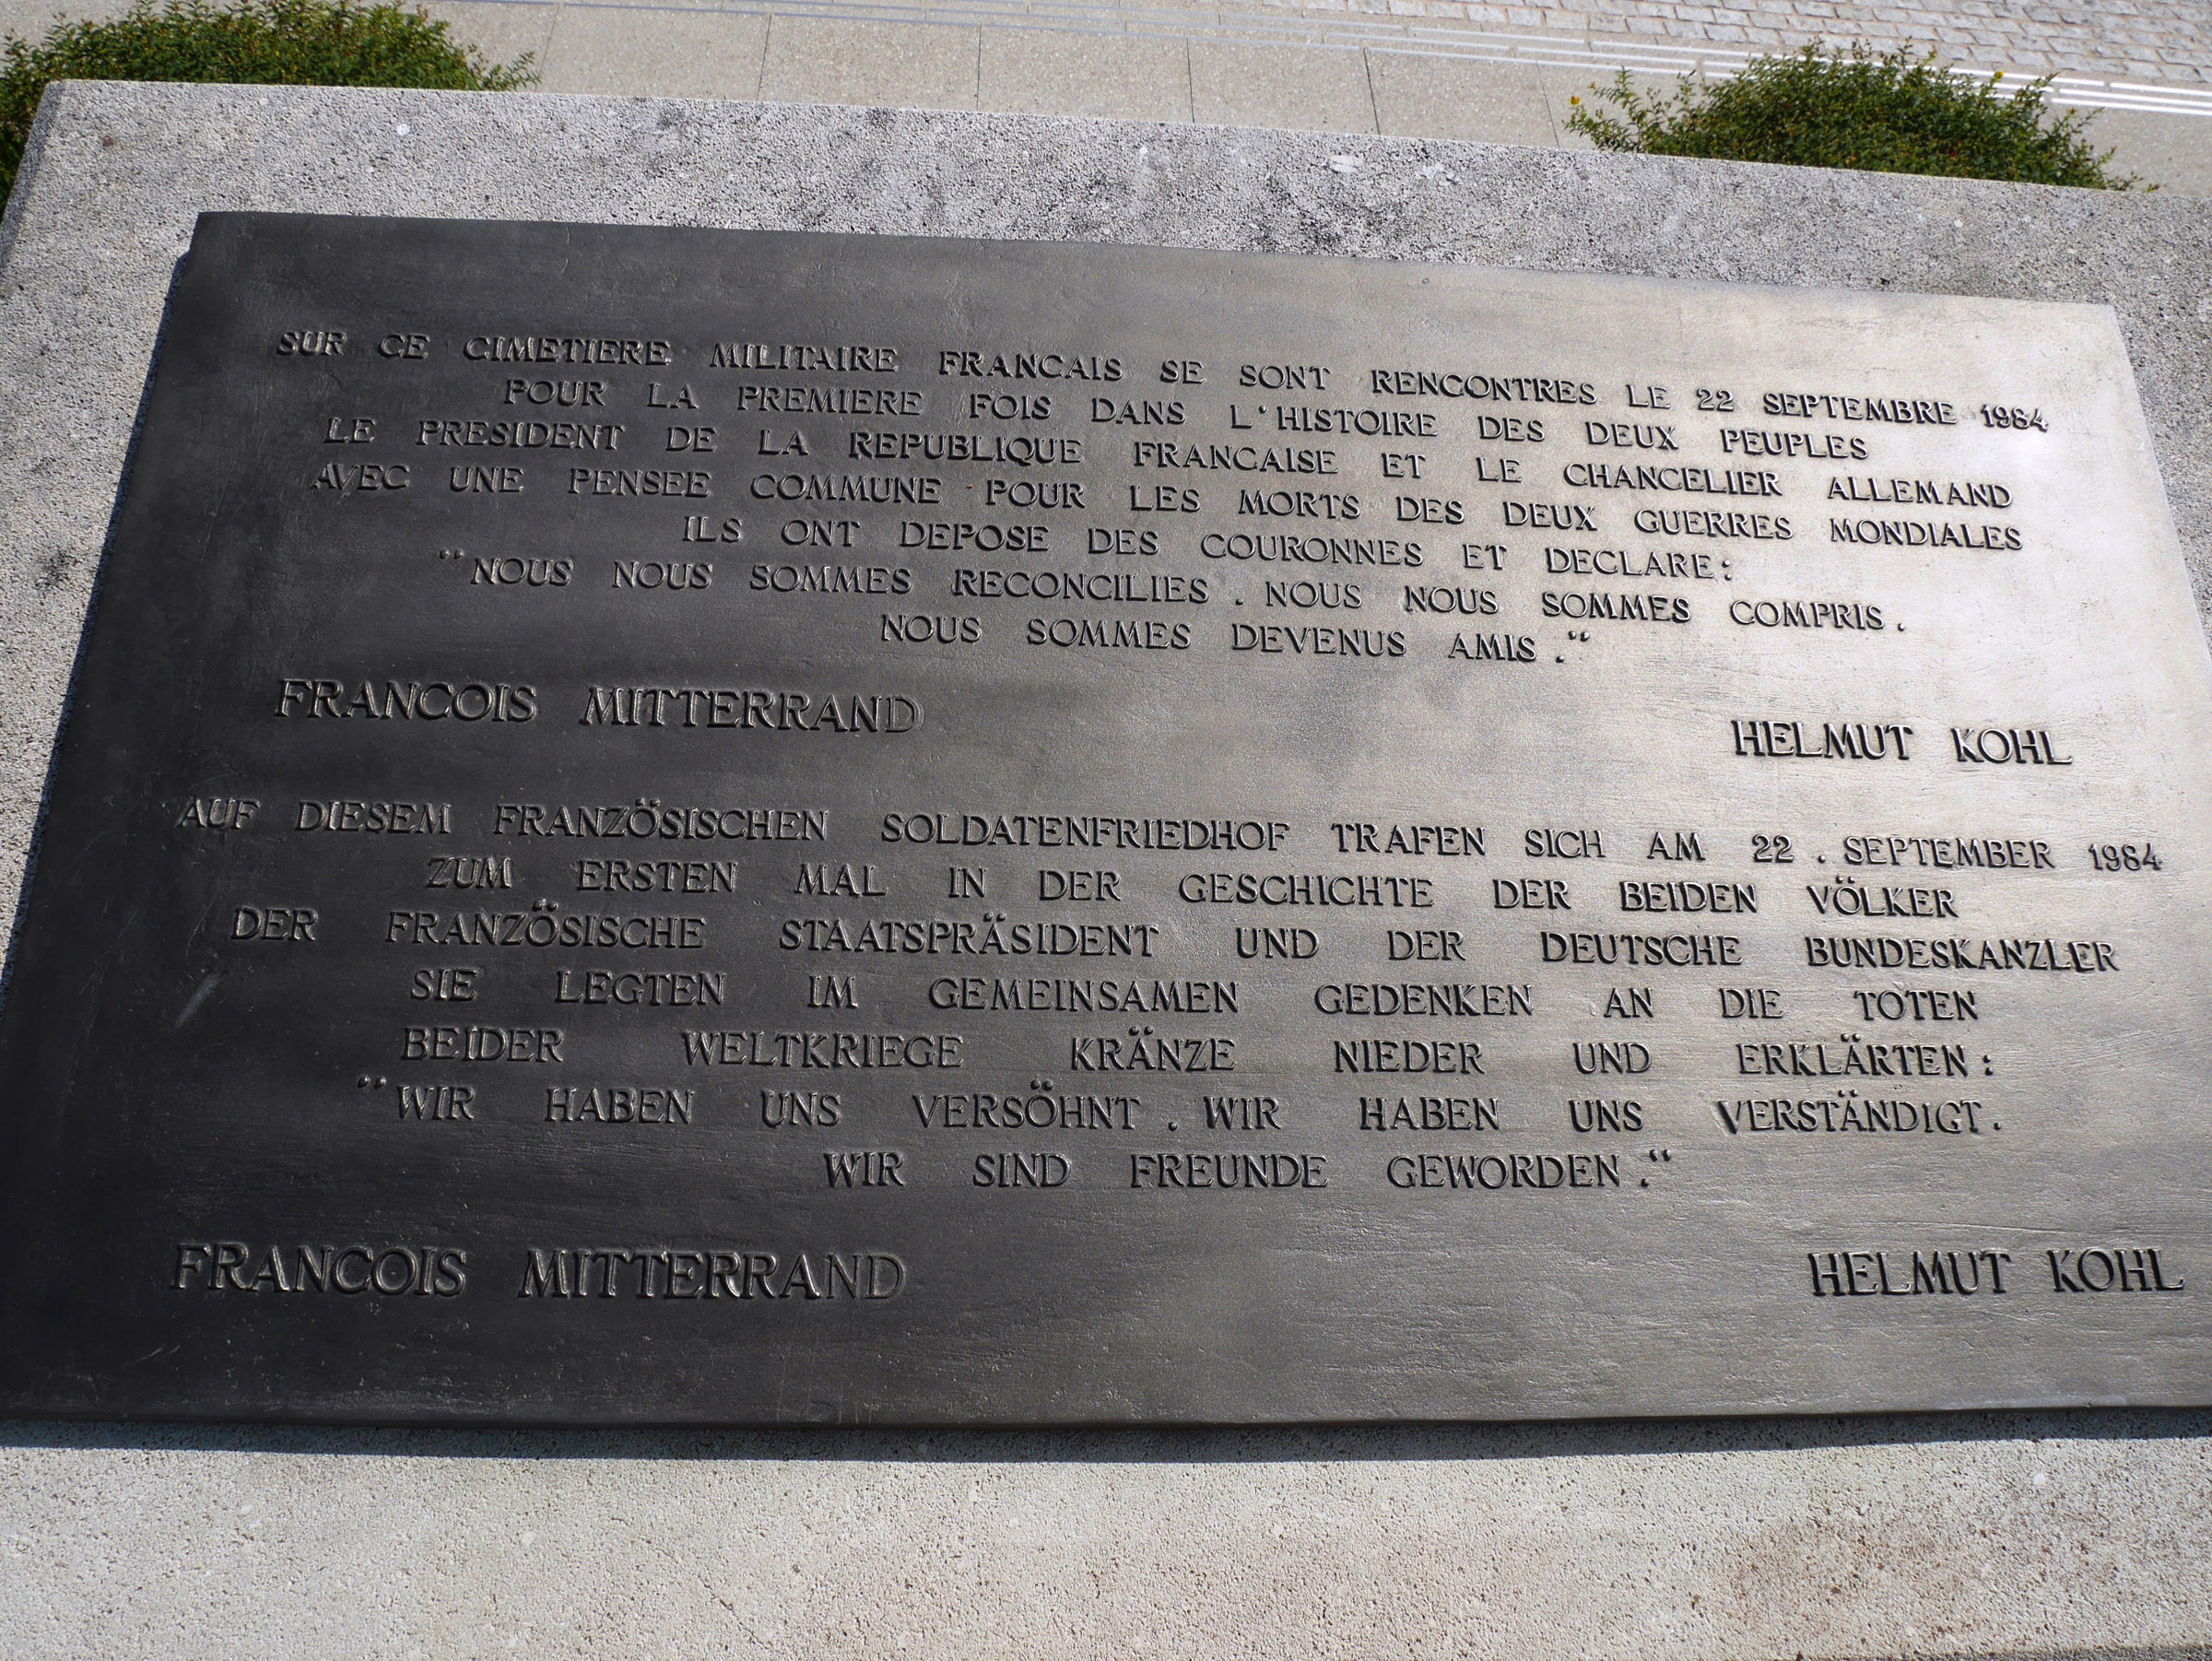 SUR CE CIMETIERE MILITAIRE FRANCAIS SE SONT RENCONTRES LE 22 SEPTEMBRE 1984
POUR LA PREMIERE FOIS DANS L'HISTOIRE DES DEUX PEUPLES
LE PRESIDENT DE LA REPUBLIQUE FRANCAISE ET LE CHANCELIER ALLEMAND
AVEC UNE PENSEE COMMUNE POUR LES MORTS DES DEUX GUERRES MONDIALES
ILS ONT DEPOSE DES COURONNES ET DECLARE:
"NOUS NOUS SOMMES RECONCILIES. NOUS NOUS SOMMES COMPRIS.
NOUS SOMMES DEVENUS AMIS."
FRANCOIS MITTERRAND HELMUT KOHL
AUF DIESEM FRANZÖSISCHEN SOLDATENFRIEDHOF TRAFEN SICH AM 22. SEPTEMBER 1984
ZUM ERSTEN MAL IN DER GESCHICHTE DER BEIDEN VÖLKER
DER FRANZÖSISCHE STAATSPRÄSIDENT UND DER DEUTSCHE BUNDESKANZLER
SIE LEGTEN IM GEMEINSAMEN GEDENKEN AN DIE TOTEN
BEIDER WELTKRIEGE KRÄNZE NIEDER UND ERKLÄRTEN:
"WIR HABEN UNS VERSÖHNT. WIR HABEN UNS VERSTÄNDIGT.
WIR SIND FREUNDE GEWORDEN."
FRANCOIS MITTERRAND HELMUT KOHL